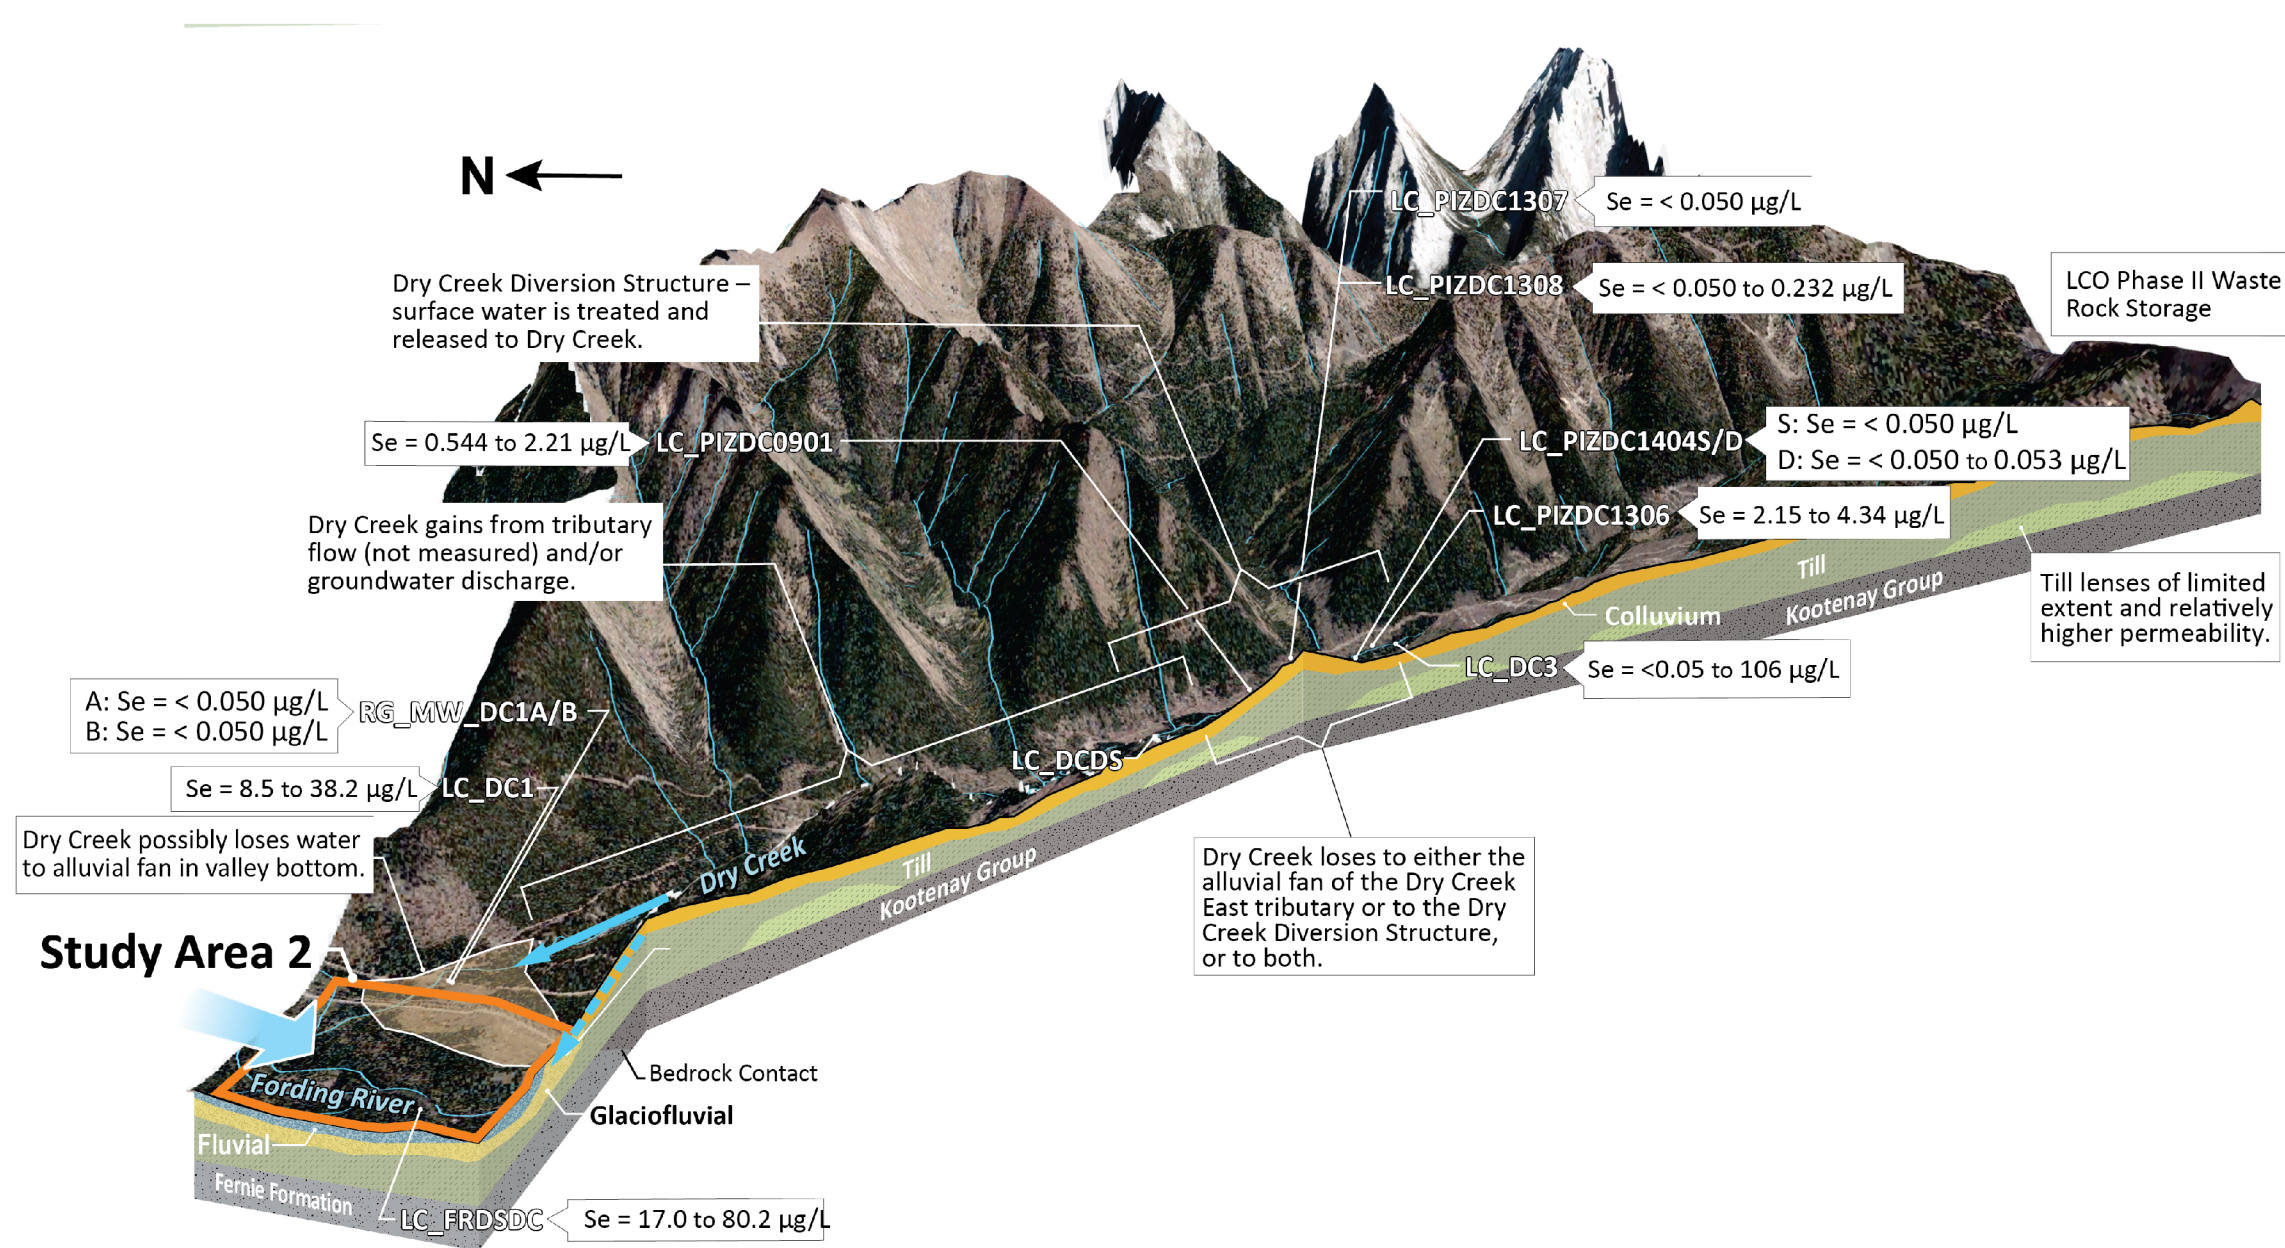 N
LC_PIZDC1307
Se = < 0.050 µg/L
LC_PIZDC1308
Se = < 0.050 to 0.232 µg/L
LCO Phase II Waste
Rock Storage
Dry Creek Diversion Structure –
surface water is treated and
released to Dry Creek.
Se = 0.544 to 2.21 µg/L
LC_PIZDC0901
LC_PIZDC1404S/D
S: Se = < 0.050 µg/L
D: Se = < 0.050 to 0.053 µg/L
LC_PIZDC1306
Se = 2.15 to 4.34 µg/L
Dry Creek gains from tributary
flow (not measured) and/or
groundwater discharge.
Till
Kootenay Group
Colluvium
Till lenses of limited
extent and relatively
higher permeability.
LC_DC3
Se = <0.05 to 106 µg/L
A: Se = < 0.050 µg/L
B: Se = < 0.050 µg/L
RG_MW_DC1A/B
LC_DCDS
Se = 8.5 to 38.2 µg/L
LC_DC1
Dry Creek possibly loses water
to alluvial fan in valley bottom.
Dry Creek
Till
Kootenay Group
Dry Creek loses to either the
alluvial fan of the Dry Creek
East tributary or to the Dry
Creek Diversion Structure,
or to both.
Study Area 2
Fording River
Bedrock Contact
Glaciofluvial
Fluvial
Fernie Formation
LC_FRDSDC
Se = 17.0 to 80.2 µg/L